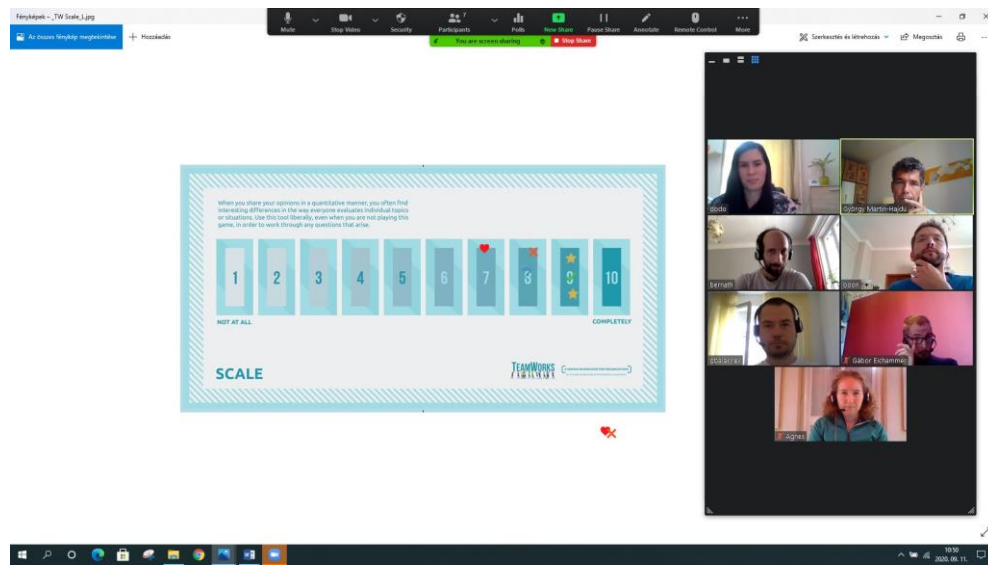 Fényképek - _TW Scale_L.jpg
Mute
Stop Video
Security
Participants
7
Polls
New Share
Pause Share
Annotate
Remote Control
More
You are screen sharing
Stop Share
Az összes fénykép megtekintése
Hozzáadás
Szerkesztés és létrehozás
Megosztás
When you share your opinions in a quantitative manner, you often find
interesting differences in the way everyone evaluates individual topics
or situations. Use this tool liberally, even when you are not playing this
game, in order to work through any questions that arise.
1 2 3 4 5 6 7 8 9 10
NOT AT ALL
COMPLETELY
SCALE
TEAMWORKS
dodo
György Martin-Hajdu
bernath
Gábor Eichammer
Agnes
10:50
2020. 09. 11.